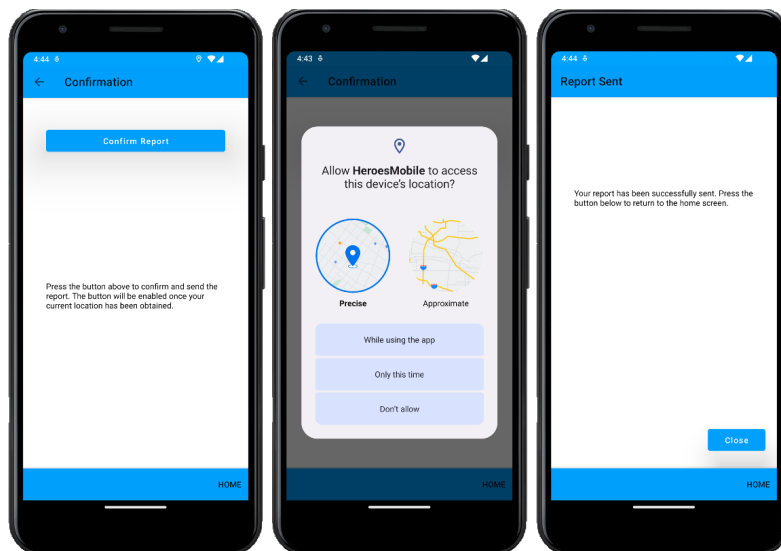 4:44
Confirmation
Confirm Report
Press the button above to confirm and send the
report. The button will be enabled once your
current location has been obtained.
HOME
4:43
Confirmation
Allow HeroesMobile to access
this device's location?
Precise
Approximate
While using the app
Only this time
Don't allow
HOME
4:44
Report Sent
Your report has been successfully sent. Press the
button below to return to the home screen.
Close
HOME